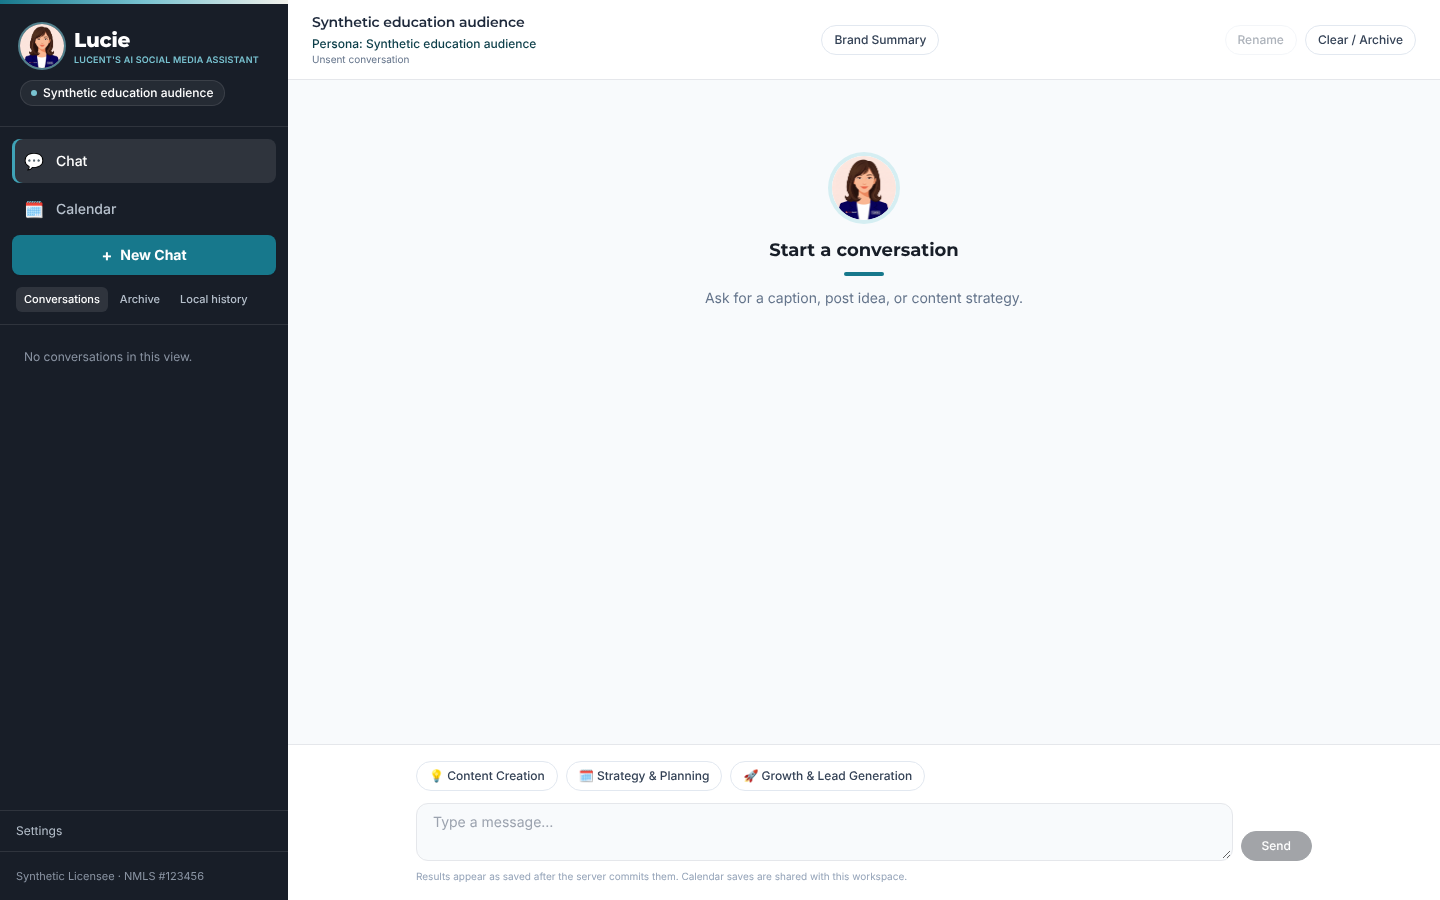 Lucie
LUCENT'S AI SOCIAL MEDIA ASSISTANT
Synthetic education audience
Chat
Calendar
+ New Chat
Conversations
Archive
Local history
No conversations in this view.
Settings
Synthetic Licensee · NMLS #123456
Synthetic education audience
Persona: Synthetic education audience
Unsent conversation
Brand Summary
Rename
Clear / Archive
Start a conversation
Ask for a caption, post idea, or content strategy.
Content Creation
Strategy & Planning
Growth & Lead Generation
Type a message...
Send
Results appear as saved after the server commits them. Calendar saves are shared with this workspace.